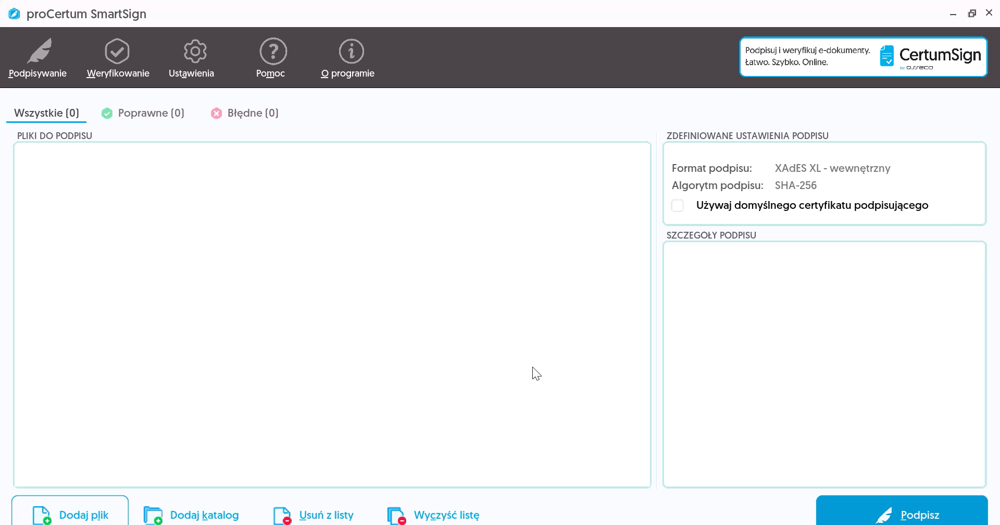 proCertum SmartSign
Podpisywanie
Weryfikowanie
Ustawienia
Pomoc
O programie
Podpisuj i weryfikuj e-dokumenty.
Łatwo. Szybko. Online.
CertumSign
by asseco
Wszystkie (0)
Poprawne (0)
Błędne (0)
PLIKI DO PODPISU
ZDEFINIOWANE USTAWIENIA PODPISU
Format podpisu: XAdES XL - wewnętrzny
Algorytm podpisu: SHA-256
Używaj domyślnego certyfikatu podpisującego
SZCZEGÓŁY PODPISU
Dodaj plik
Dodaj katalog
Usuń z listy
Wyczyść listę
Podpisz